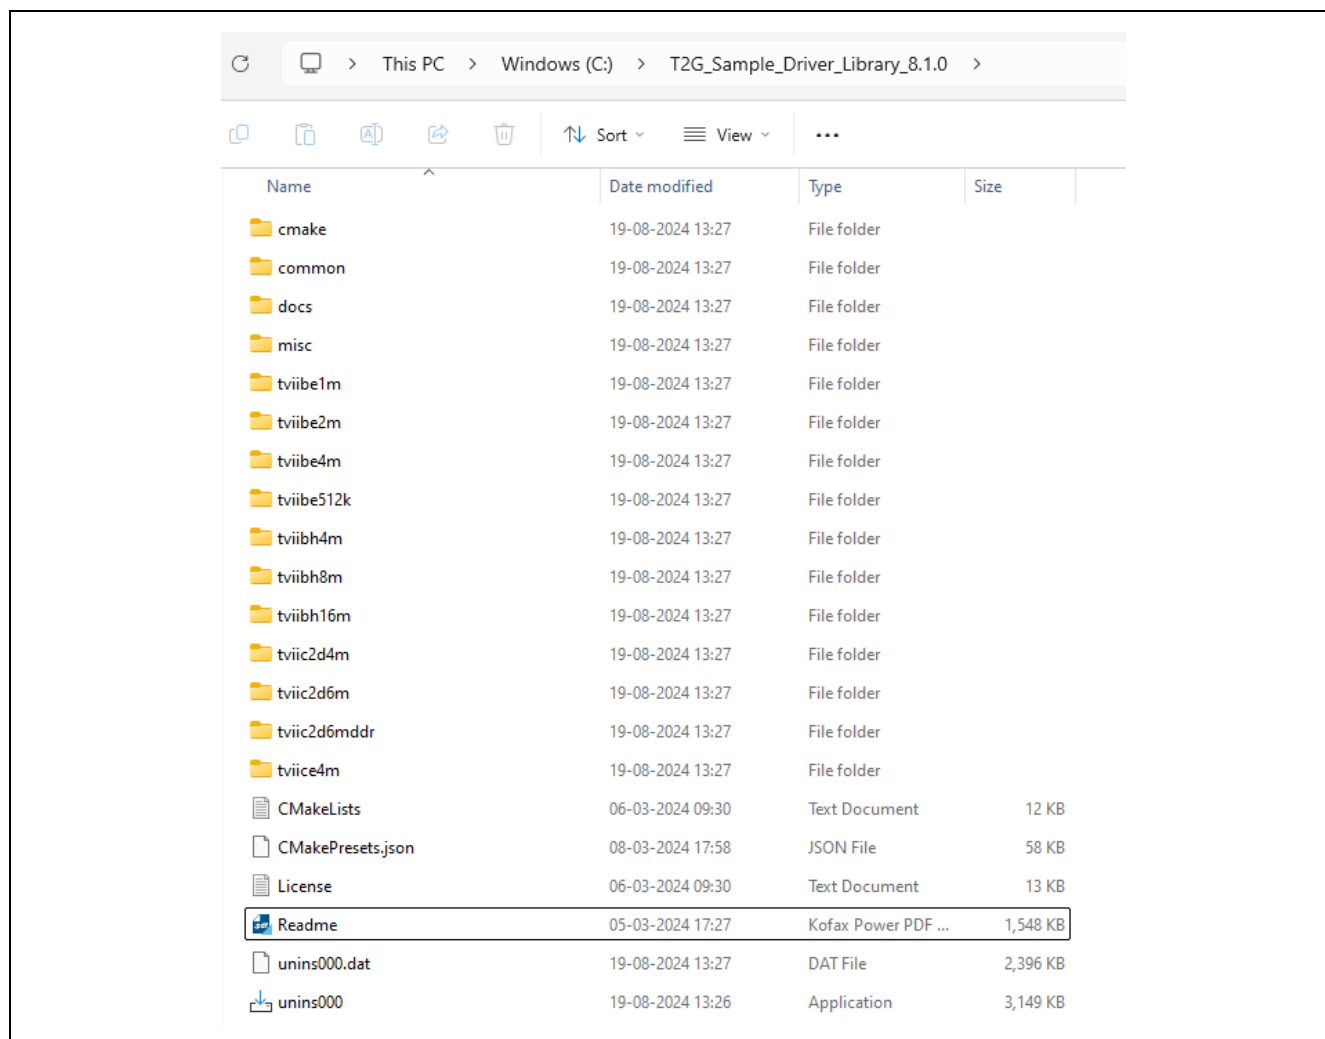 This PC > Windows (C:) > T2G_Sample_Driver_Library_8.1.0 >
Sort View
Name Date modified Type Size
cmake 19-08-2024 13:27 File folder
common 19-08-2024 13:27 File folder
docs 19-08-2024 13:27 File folder
misc 19-08-2024 13:27 File folder
tviibe1m 19-08-2024 13:27 File folder
tviibe2m 19-08-2024 13:27 File folder
tviibe4m 19-08-2024 13:27 File folder
tviibe512k 19-08-2024 13:27 File folder
tviibh4m 19-08-2024 13:27 File folder
tviibh8m 19-08-2024 13:27 File folder
tviibh16m 19-08-2024 13:27 File folder
tviic2d4m 19-08-2024 13:27 File folder
tviic2d6m 19-08-2024 13:27 File folder
tviic2d6mddr 19-08-2024 13:27 File folder
tviice4m 19-08-2024 13:27 File folder
CMakeLists 06-03-2024 09:30 Text Document 12 KB
CMakePresets.json 08-03-2024 17:58 JSON File 58 KB
License 06-03-2024 09:30 Text Document 13 KB
Readme 05-03-2024 17:27 Kofax Power PDF ... 1,548 KB
unins000.dat 19-08-2024 13:27 DAT File 2,396 KB
unins000 19-08-2024 13:26 Application 3,149 KB